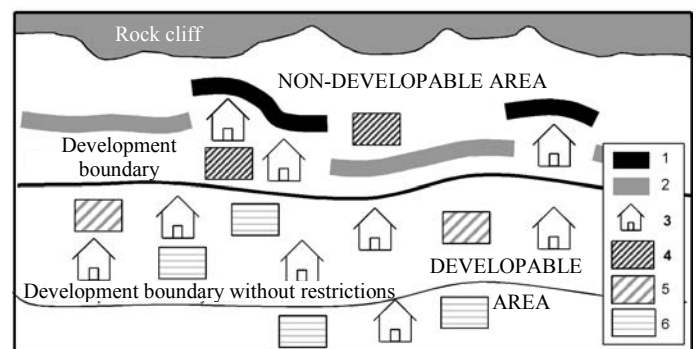 Rock cliff
NON-DEVELOPABLE AREA
Development
boundary
1
2
3
4
5
6
DEVELOPABLE
Development boundary without restrictions
AREA